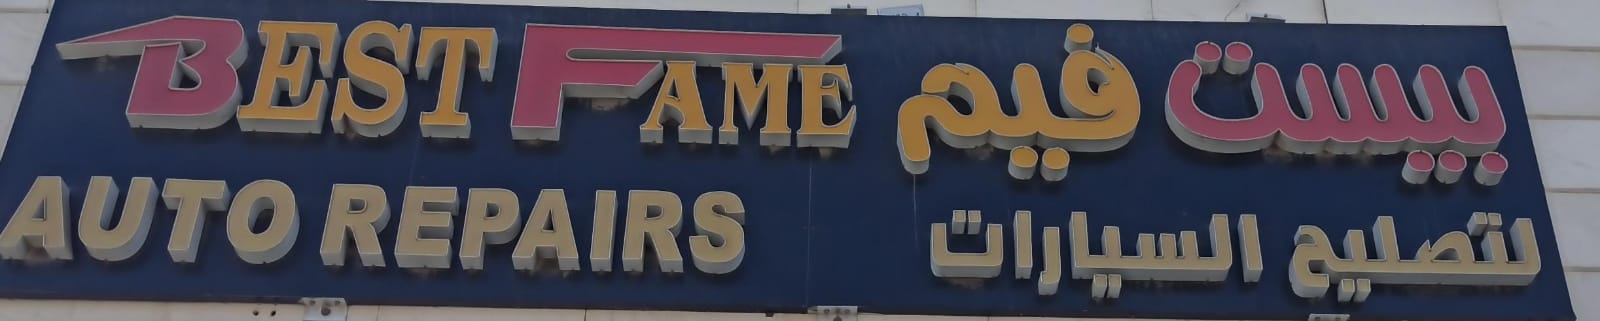 BEST FAME
بيست فيم
AUTO REPAIRS
لتصليح السيارات